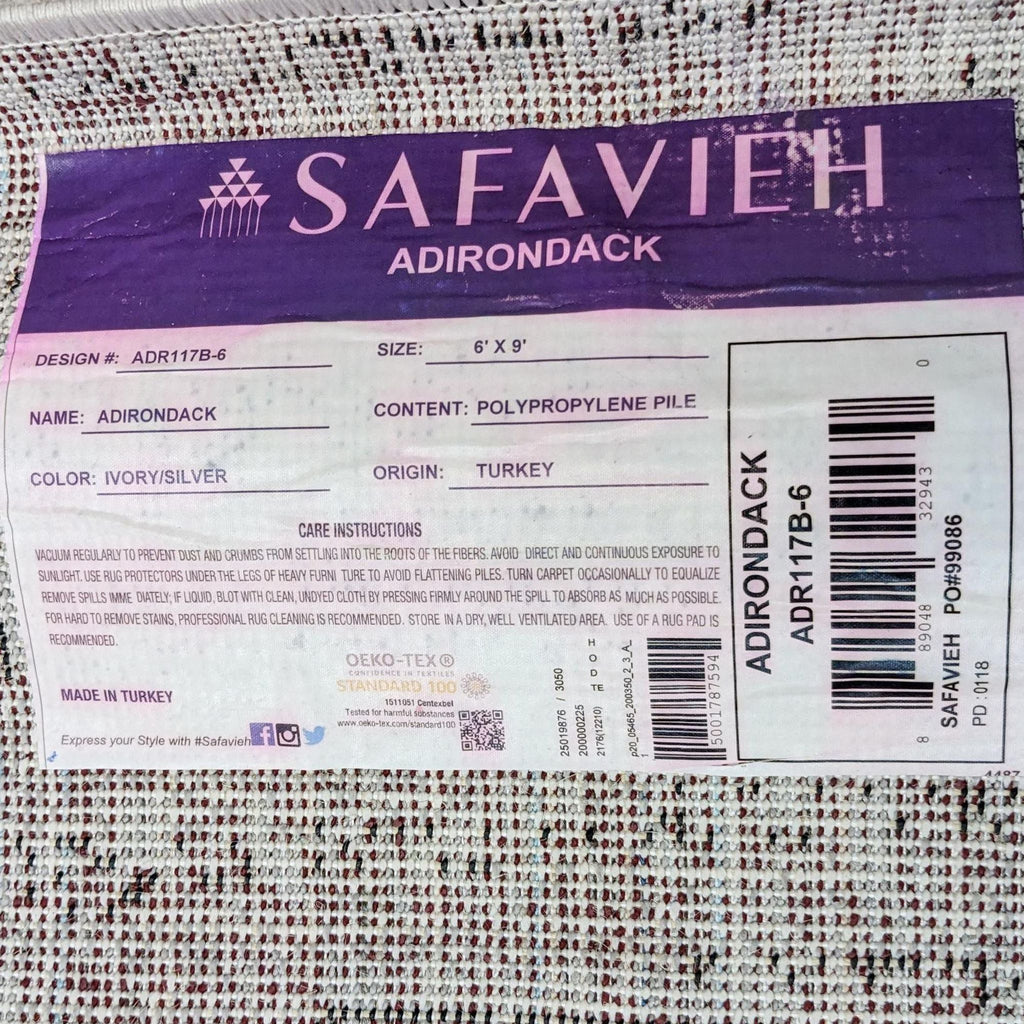 SAFAVIEH
ADIRONDACK
DESIGN #: ADR117B-6
SIZE: 6' X 9'
NAME: ADIRONDACK
CONTENT: POLYPROPYLENE PILE
COLOR: IVORY/SILVER
ORIGIN: TURKEY
CARE INSTRUCTIONS
VACUUM REGULARLY TO PREVENT DUST AND CRUMBS FROM SETTLING INTO THE ROOTS OF THE FIBERS. AVOID DIRECT AND CONTINUOUS EXPOSURE TO
SUNLIGHT. USE RUG PROTECTORS UNDER THE LEGS OF HEAVY FURNI TURE TO AVOID FLATTENING PILES. TURN CARPET OCCASIONALLY TO EQUALIZE
REMOVE SPILLS IMME DIATELY; IF LIQUID, BLOT WITH CLEAN, UNDYED CLOTH BY PRESSING FIRMLY AROUND THE SPILL TO ABSORB AS MUCH AS POSSIBLE.
FOR HARD TO REMOVE STAINS, PROFESSIONAL RUG CLEANING IS RECOMMENDED. STORE IN A DRY, WELL VENTILATED AREA. USE OF A RUG PAD IS
RECOMMENDED.
OEKO-TEX®
CONFIDENCE IN TEXTILES
STANDARD 100
1511051 Centexbel
Tested for harmful substances
www.oeko-tex.com/standard100
MADE IN TURKEY
Express your Style with #Safavieh
25019876 / 3050
200000225
2176(12210)
HOD TE
p20_05465_200350_2_3_A_
1
5001787594
ADIRONDACK
ADR117B-6
8 89048 32943 0
SAFAVIEH PO#99086
PD : 0118